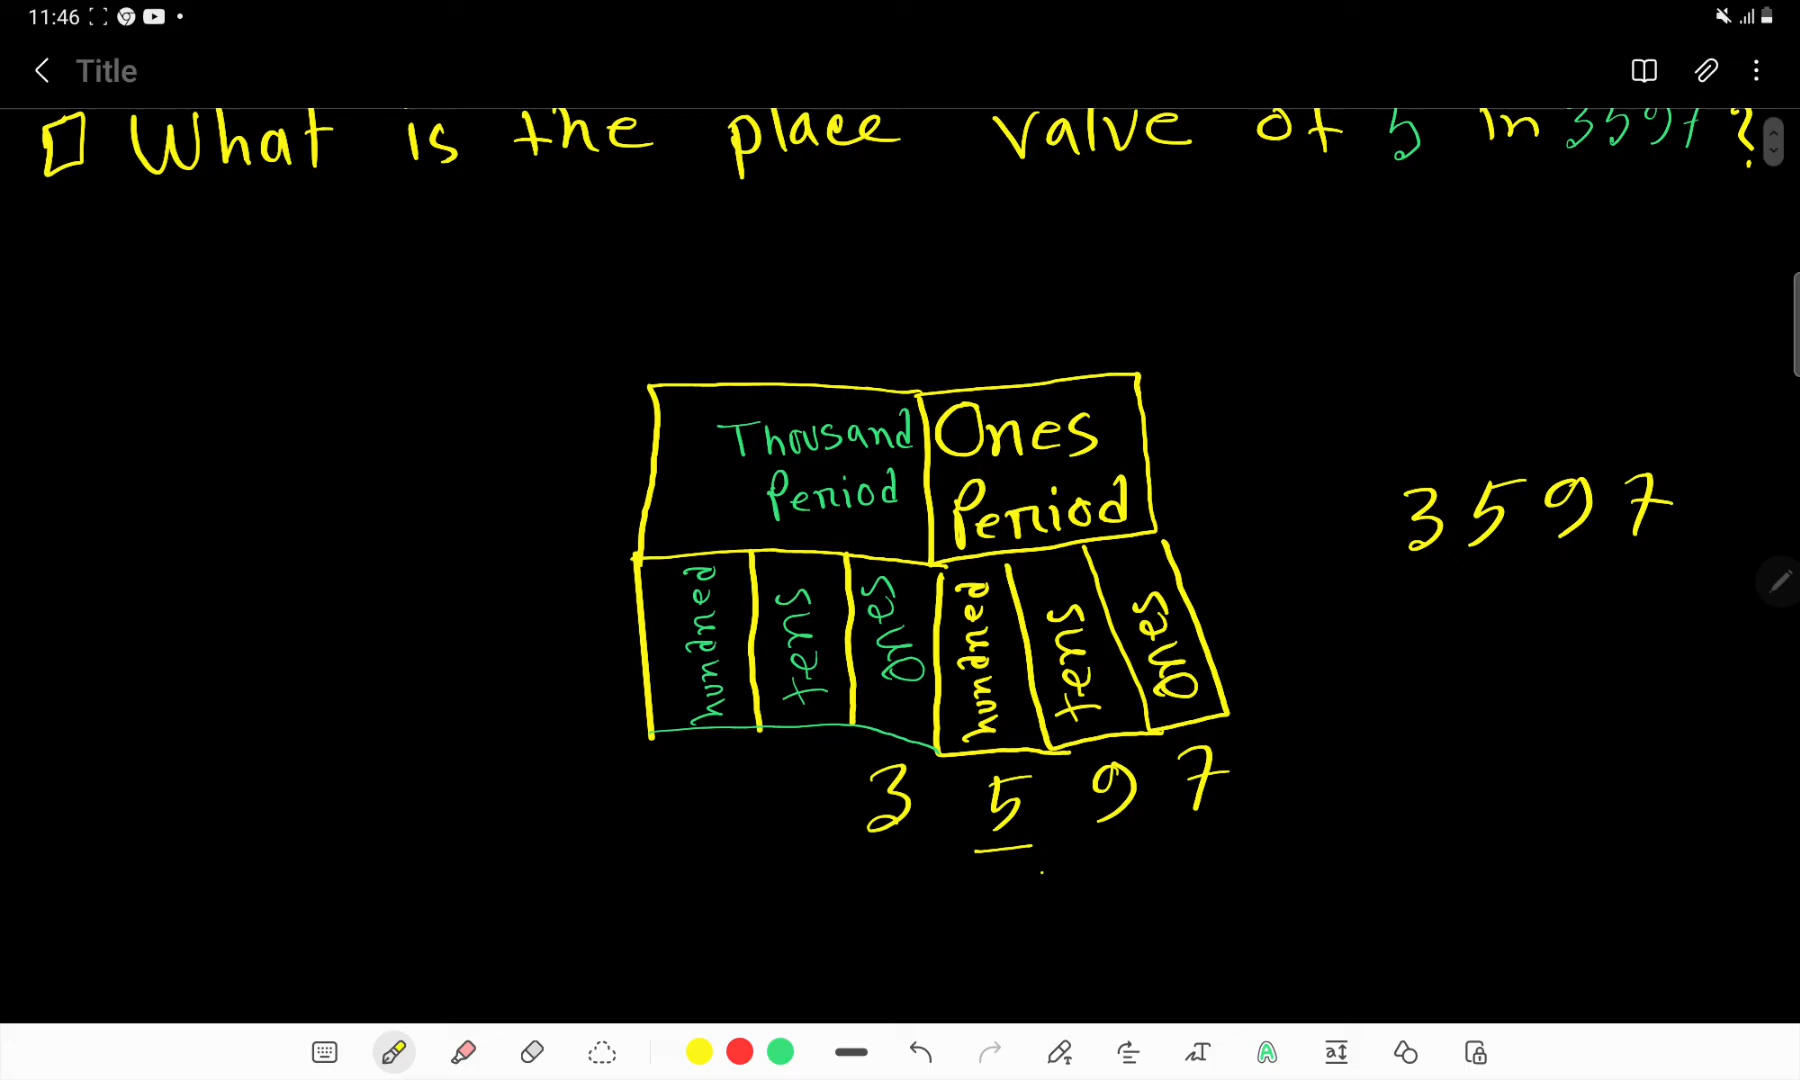 11:46
Title
What is the place value of 5 in 3597?
Thousand Ones
Period Period
3597
hundred tens ones hundred tens ones
3 5 9 7